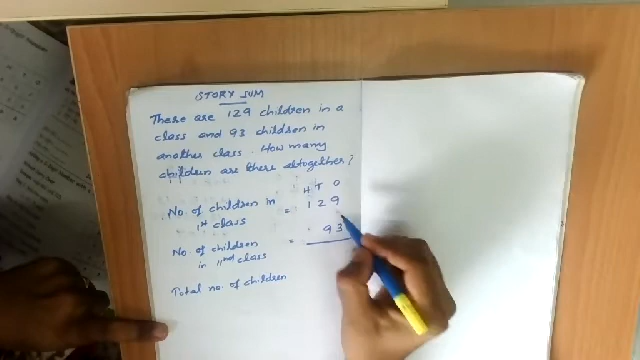 STORY SUM
There are 129 children in a
class and 93 children in
another class. How many
children are there altogether?
H T O
No. of children in = 1 2 9
1st class
No. of children = 9 3
in IInd class
Total no. of children